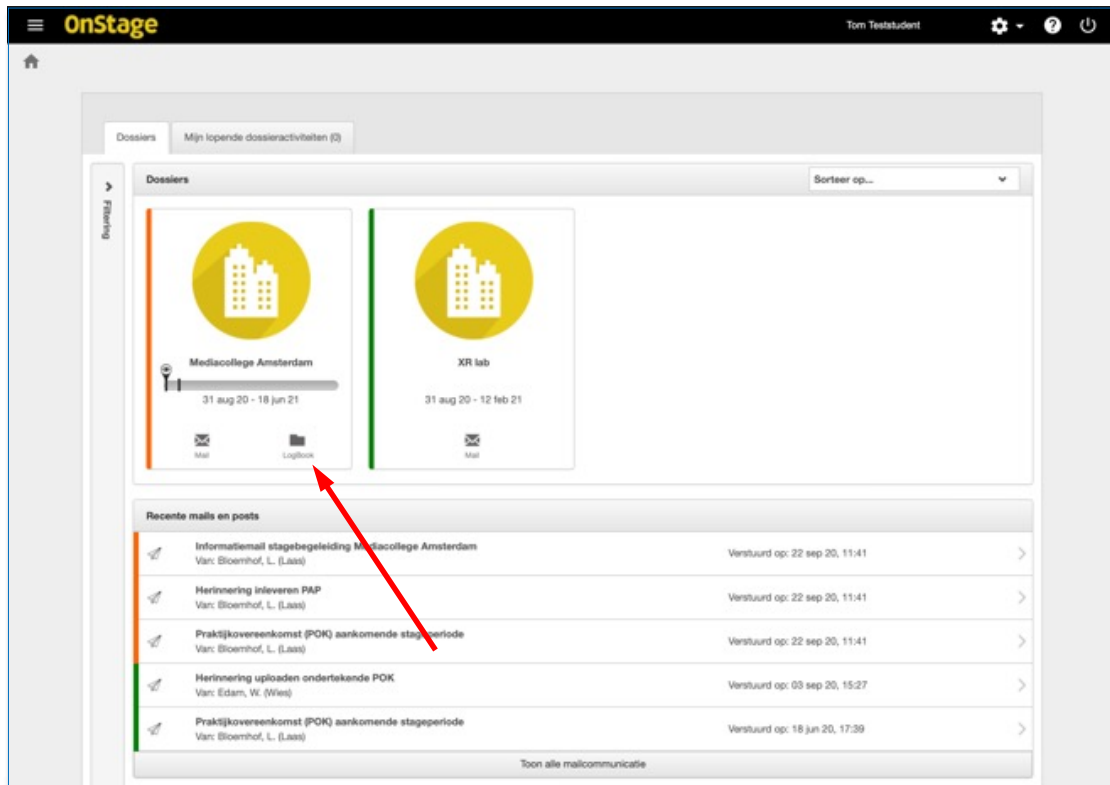 OnStage
Tom Teststudent
Dossiers
Mijn lopende dossieractiviteiten (0)
Filtering
Dossiers
Sorteer op...
Mediacollege Amsterdam
31 aug 20 - 18 jun 21
Mail
LogBook
XR lab
31 aug 20 - 12 feb 21
Mail
Recente mails en posts
Informatiemail stagebegeleiding Mediacollege Amsterdam
Van: Bloemhof, L. (Laas)
Verstuurd op: 22 sep 20, 11:41
Herinnering inleveren PAP
Van: Bloemhof, L. (Laas)
Verstuurd op: 22 sep 20, 11:41
Praktijkovereenkomst (POK) aankomende stageperiode
Van: Bloemhof, L. (Laas)
Verstuurd op: 22 sep 20, 11:41
Herinnering uploaden ondertekende POK
Van: Edam, W. (Wies)
Verstuurd op: 03 sep 20, 15:27
Praktijkovereenkomst (POK) aankomende stageperiode
Van: Bloemhof, L. (Laas)
Verstuurd op: 18 jun 20, 17:39
Toon alle mailcommunicatie